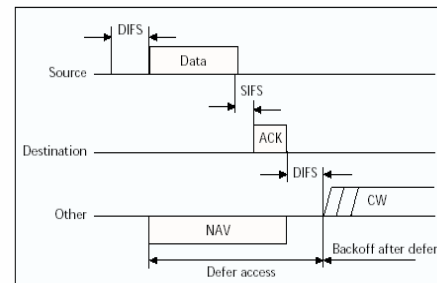 DIFS
Data
Source
SIFS
ACK
Destination
DIFS
CW
Other
NAV
Backoff after defer
Defer access